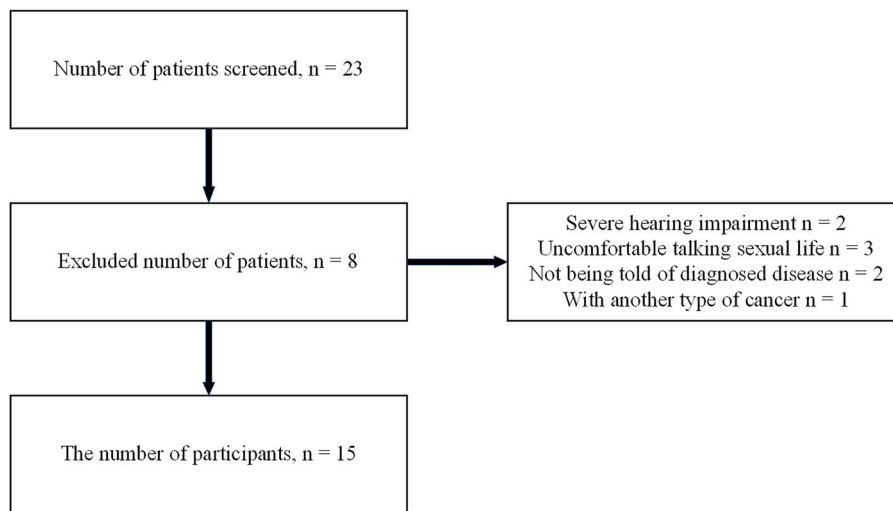 Number of patients screened, n = 23
Excluded number of patients, n = 8
Severe hearing impairment n = 2
Uncomfortable talking sexual life n = 3
Not being told of diagnosed disease n = 2
With another type of cancer n = 1
The number of participants, n = 15